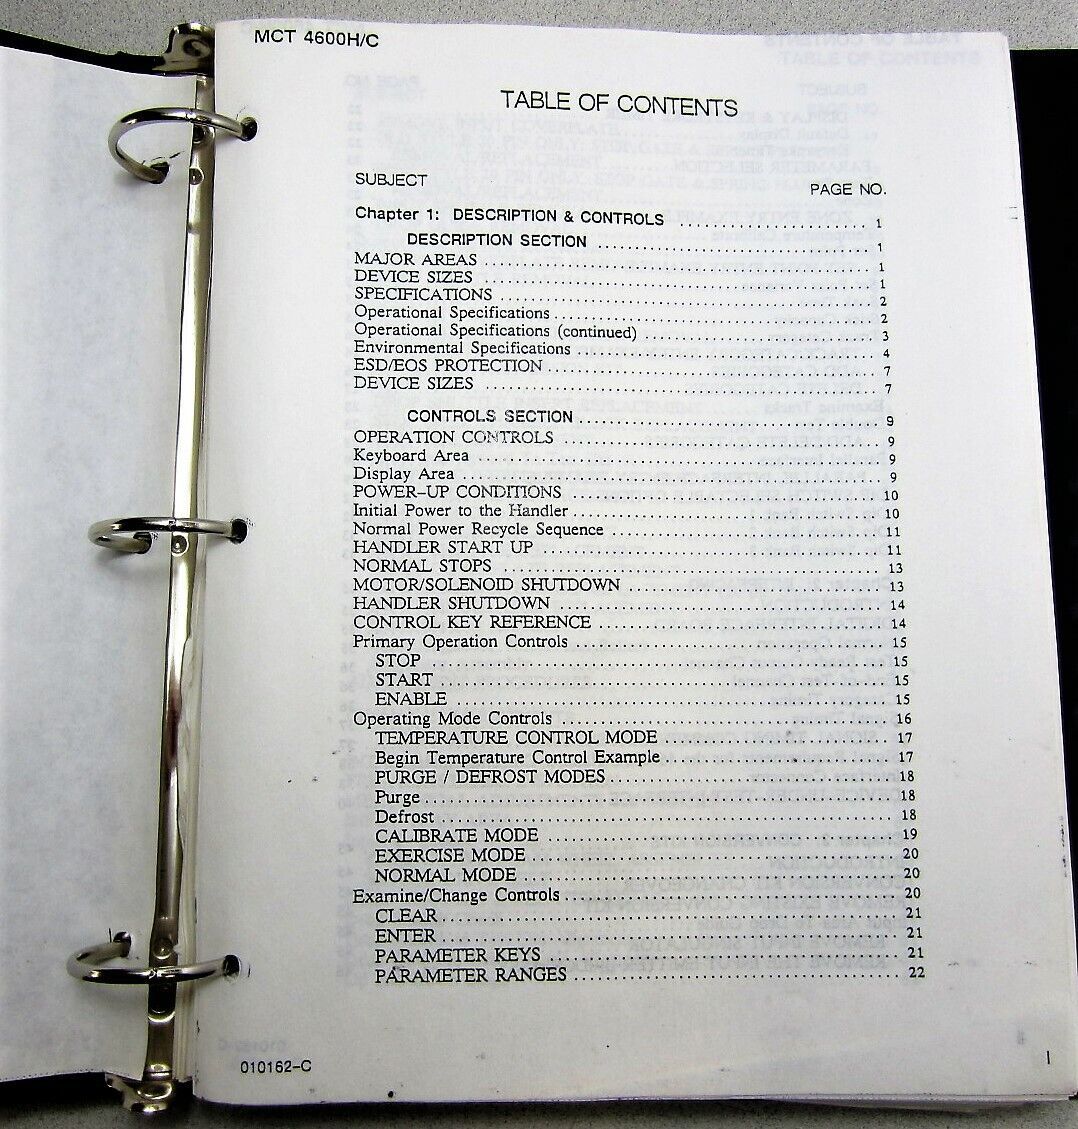 MCT 4600H/C
TABLE OF CONTENTS
SUBJECT PAGE NO.
Chapter 1: DESCRIPTION & CONTROLS .................... 1
DESCRIPTION SECTION .................... 1
MAJOR AREAS .................... 1
DEVICE SIZES .................... 1
SPECIFICATIONS .................... 2
Operational Specifications .................... 2
Operational Specifications (continued) .................... 3
Environmental Specifications .................... 4
ESD/EOS PROTECTION .................... 7
DEVICE SIZES .................... 7
CONTROLS SECTION .................... 9
OPERATION CONTROLS .................... 9
Keyboard Area .................... 9
Display Area .................... 9
POWER-UP CONDITIONS .................... 10
Initial Power to the Handler .................... 10
Normal Power Recycle Sequence .................... 11
HANDLER START UP .................... 11
NORMAL STOPS .................... 13
MOTOR/SOLENOID SHUTDOWN .................... 13
HANDLER SHUTDOWN .................... 14
CONTROL KEY REFERENCE .................... 14
Primary Operation Controls .................... 15
STOP .................... 15
START .................... 15
ENABLE .................... 15
Operating Mode Controls .................... 16
TEMPERATURE CONTROL MODE .................... 17
Begin Temperature Control Example .................... 17
PURGE / DEFROST MODES .................... 18
Purge .................... 18
Defrost .................... 18
CALIBRATE MODE .................... 19
EXERCISE MODE .................... 20
NORMAL MODE .................... 20
Examine/Change Controls .................... 20
CLEAR .................... 21
ENTER .................... 21
PARAMETER KEYS .................... 21
PARAMETER RANGES .................... 22
010162-C I